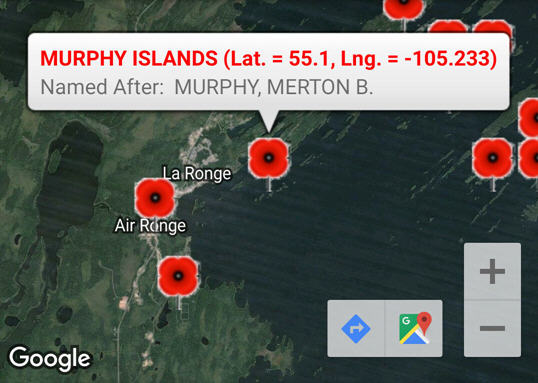 MURPHY ISLANDS (Lat. = 55.1, Lng. = -105.233)
Named After: MURPHY, MERTON B.
La Ronge
Air Ronge
G
Google